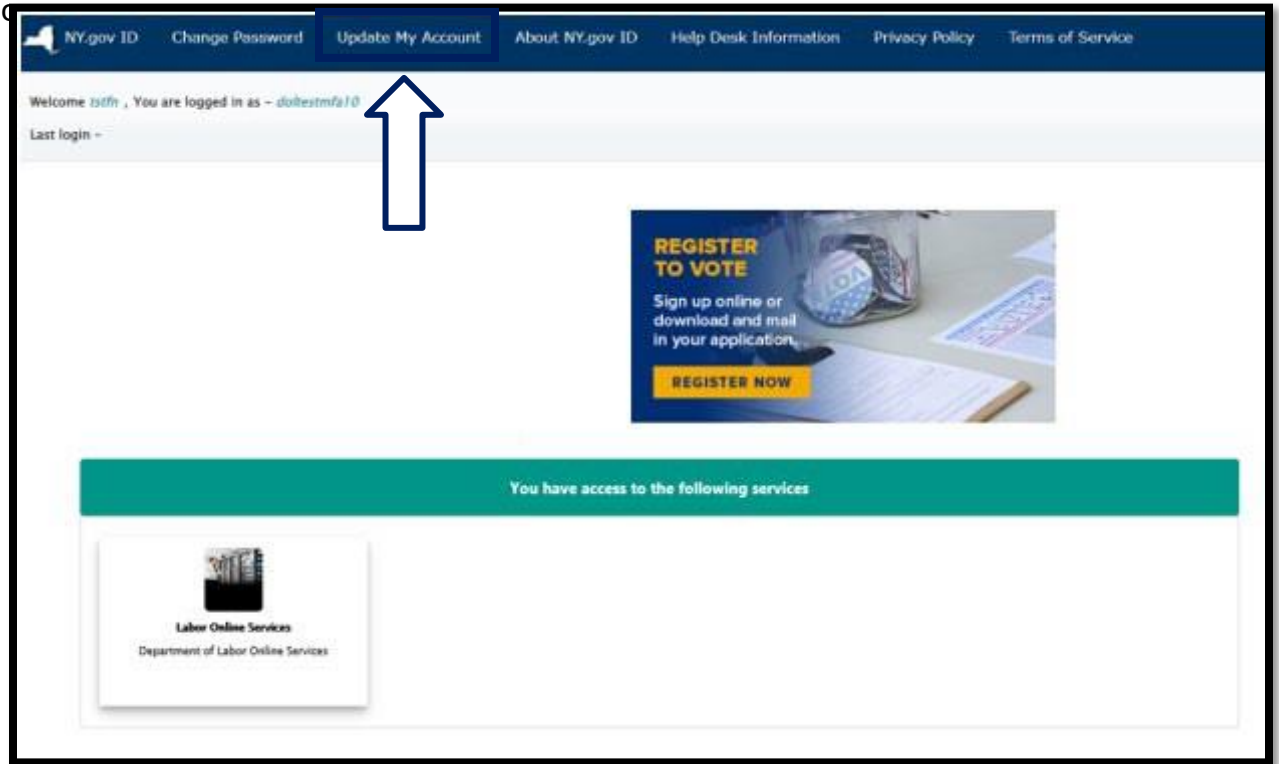 NY.gov ID Change Password Update My Account About NY.gov ID Help Desk Information Privacy Policy Terms of Service
Welcome tstfn , You are logged in as – doltestmfa10
Last login –
REGISTER
TO VOTE
Sign up online or
download and mail
in your application.
REGISTER NOW
You have access to the following services
Labor Online Services
Department of Labor Online Services